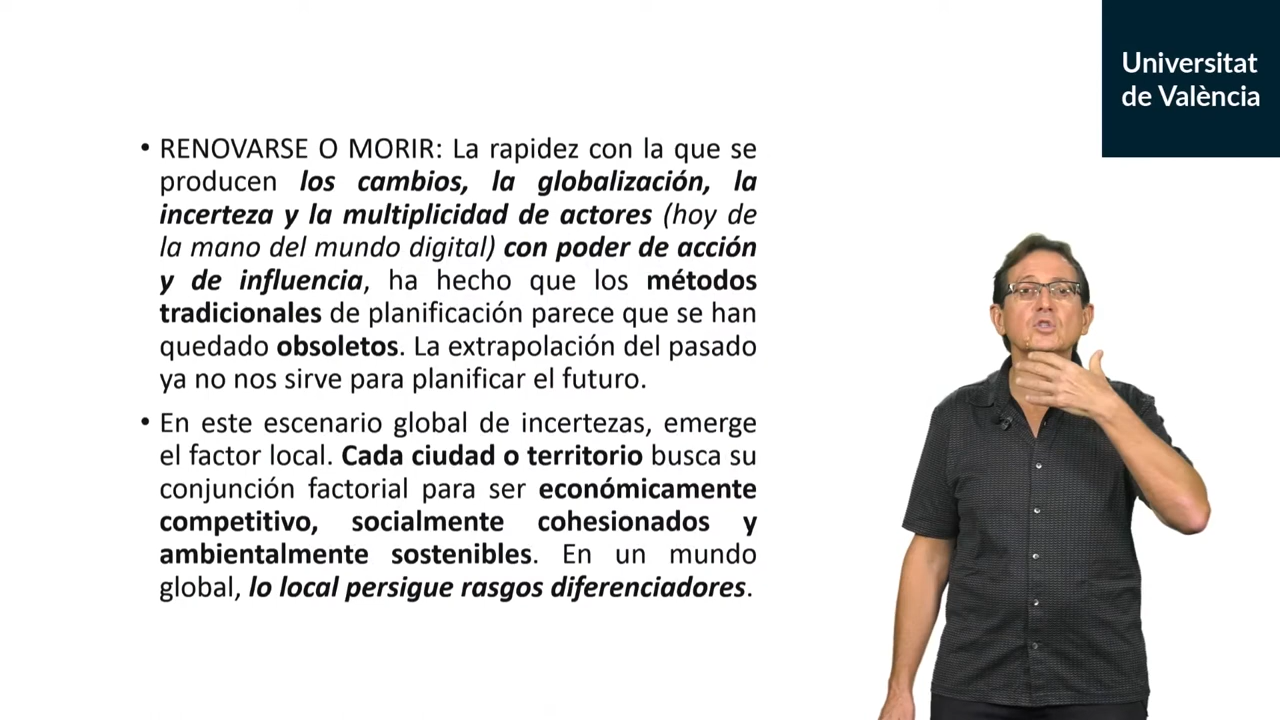 Universitat
de València
• RENOVARSE O MORIR: La rapidez con la que se
producen los cambios, la globalización, la
incerteza y la multiplicidad de actores (hoy de
la mano del mundo digital) con poder de acción
y de influencia, ha hecho que los métodos
tradicionales de planificación parece que se han
quedado obsoletos. La extrapolación del pasado
ya no nos sirve para planificar el futuro.
• En este escenario global de incertezas, emerge
el factor local. Cada ciudad o territorio busca su
conjunción factorial para ser económicamente
competitivo, socialmente cohesionados y
ambientalmente sostenibles. En un mundo
global, lo local persigue rasgos diferenciadores.